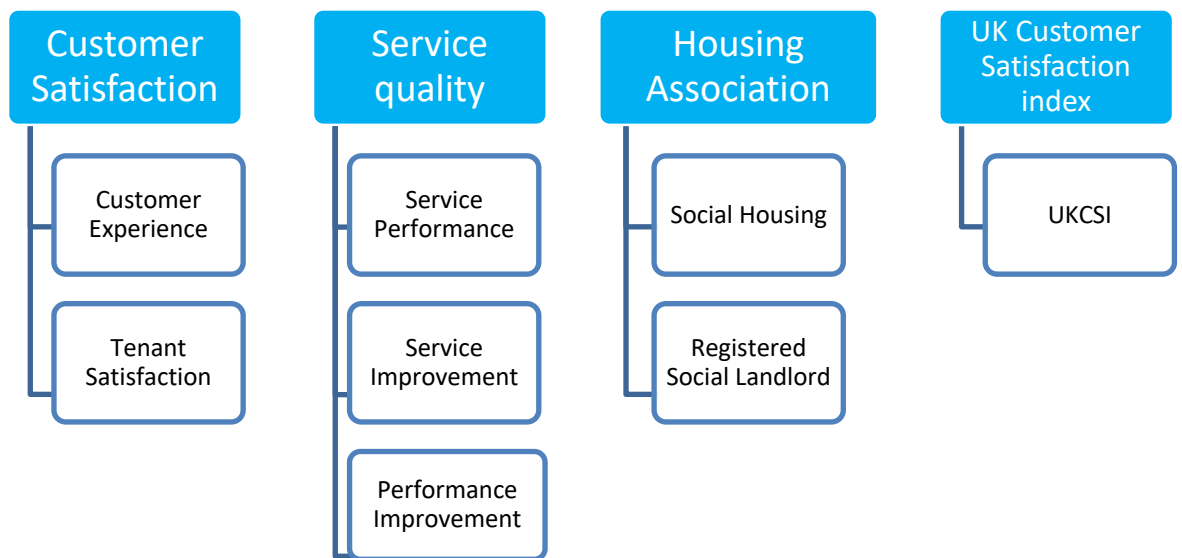 Customer
Satisfaction
Customer
Experience
Tenant
Satisfaction
Service
quality
Service
Performance
Service
Improvement
Performance
Improvement
Housing
Association
Social Housing
Registered
Social Landlord
UK Customer
Satisfaction
index
UKCSI